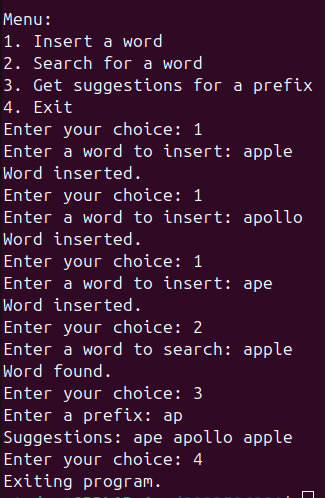 Menu:
1. Insert a word
2. Search for a word
3. Get suggestions for a prefix
4. Exit
Enter your choice: 1
Enter a word to insert: apple
Word inserted.
Enter your choice: 1
Enter a word to insert: apollo
Word inserted.
Enter your choice: 1
Enter a word to insert: ape
Word inserted.
Enter your choice: 2
Enter a word to search: apple
Word found.
Enter your choice: 3
Enter a prefix: ap
Suggestions: ape apollo apple
Enter your choice: 4
Exiting program.